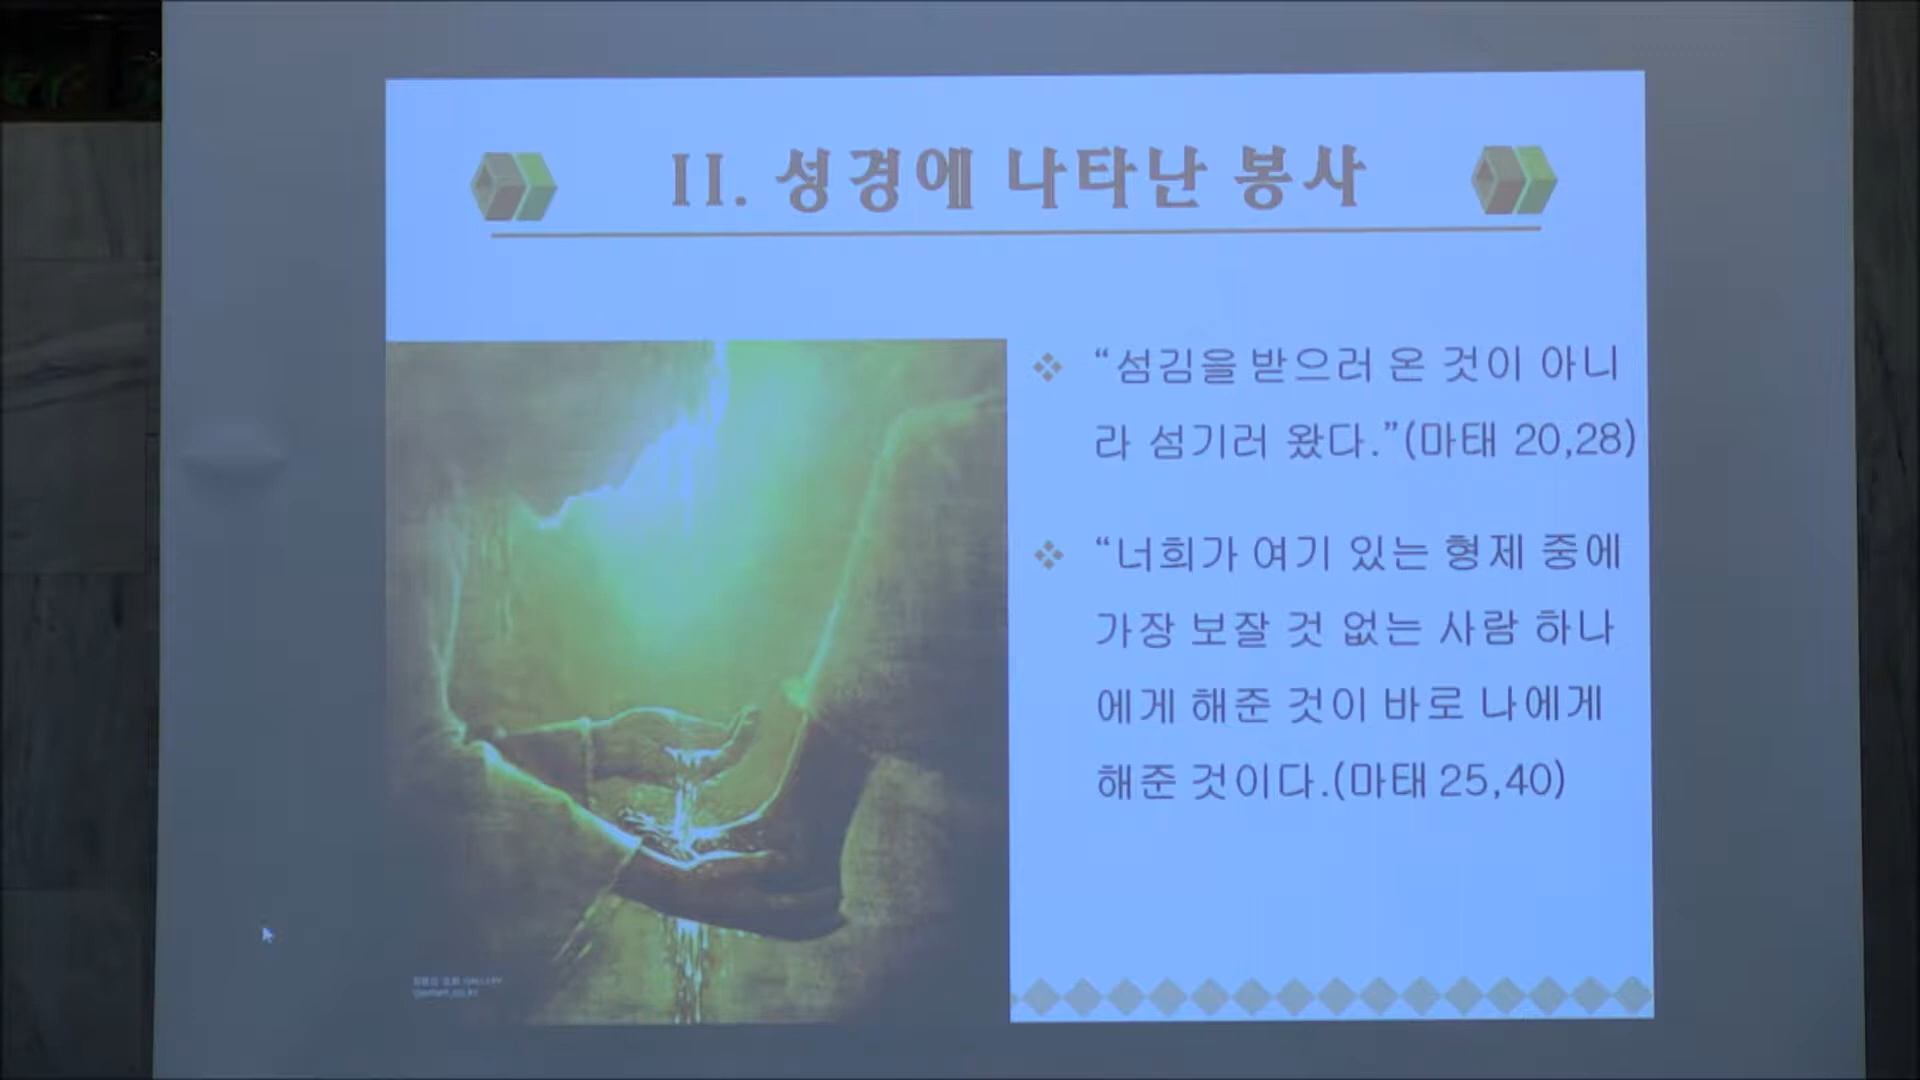 II. 성경에 나타난 봉사
“섬김을 받으러 온 것이 아니
라 섬기러 왔다.”(마태 20,28)
“너희가 여기 있는 형제 중에
가장 보잘 것 없는 사람 하나
에게 해준 것이 바로 나에게
해준 것이다.(마태 25,40)
GALLERY